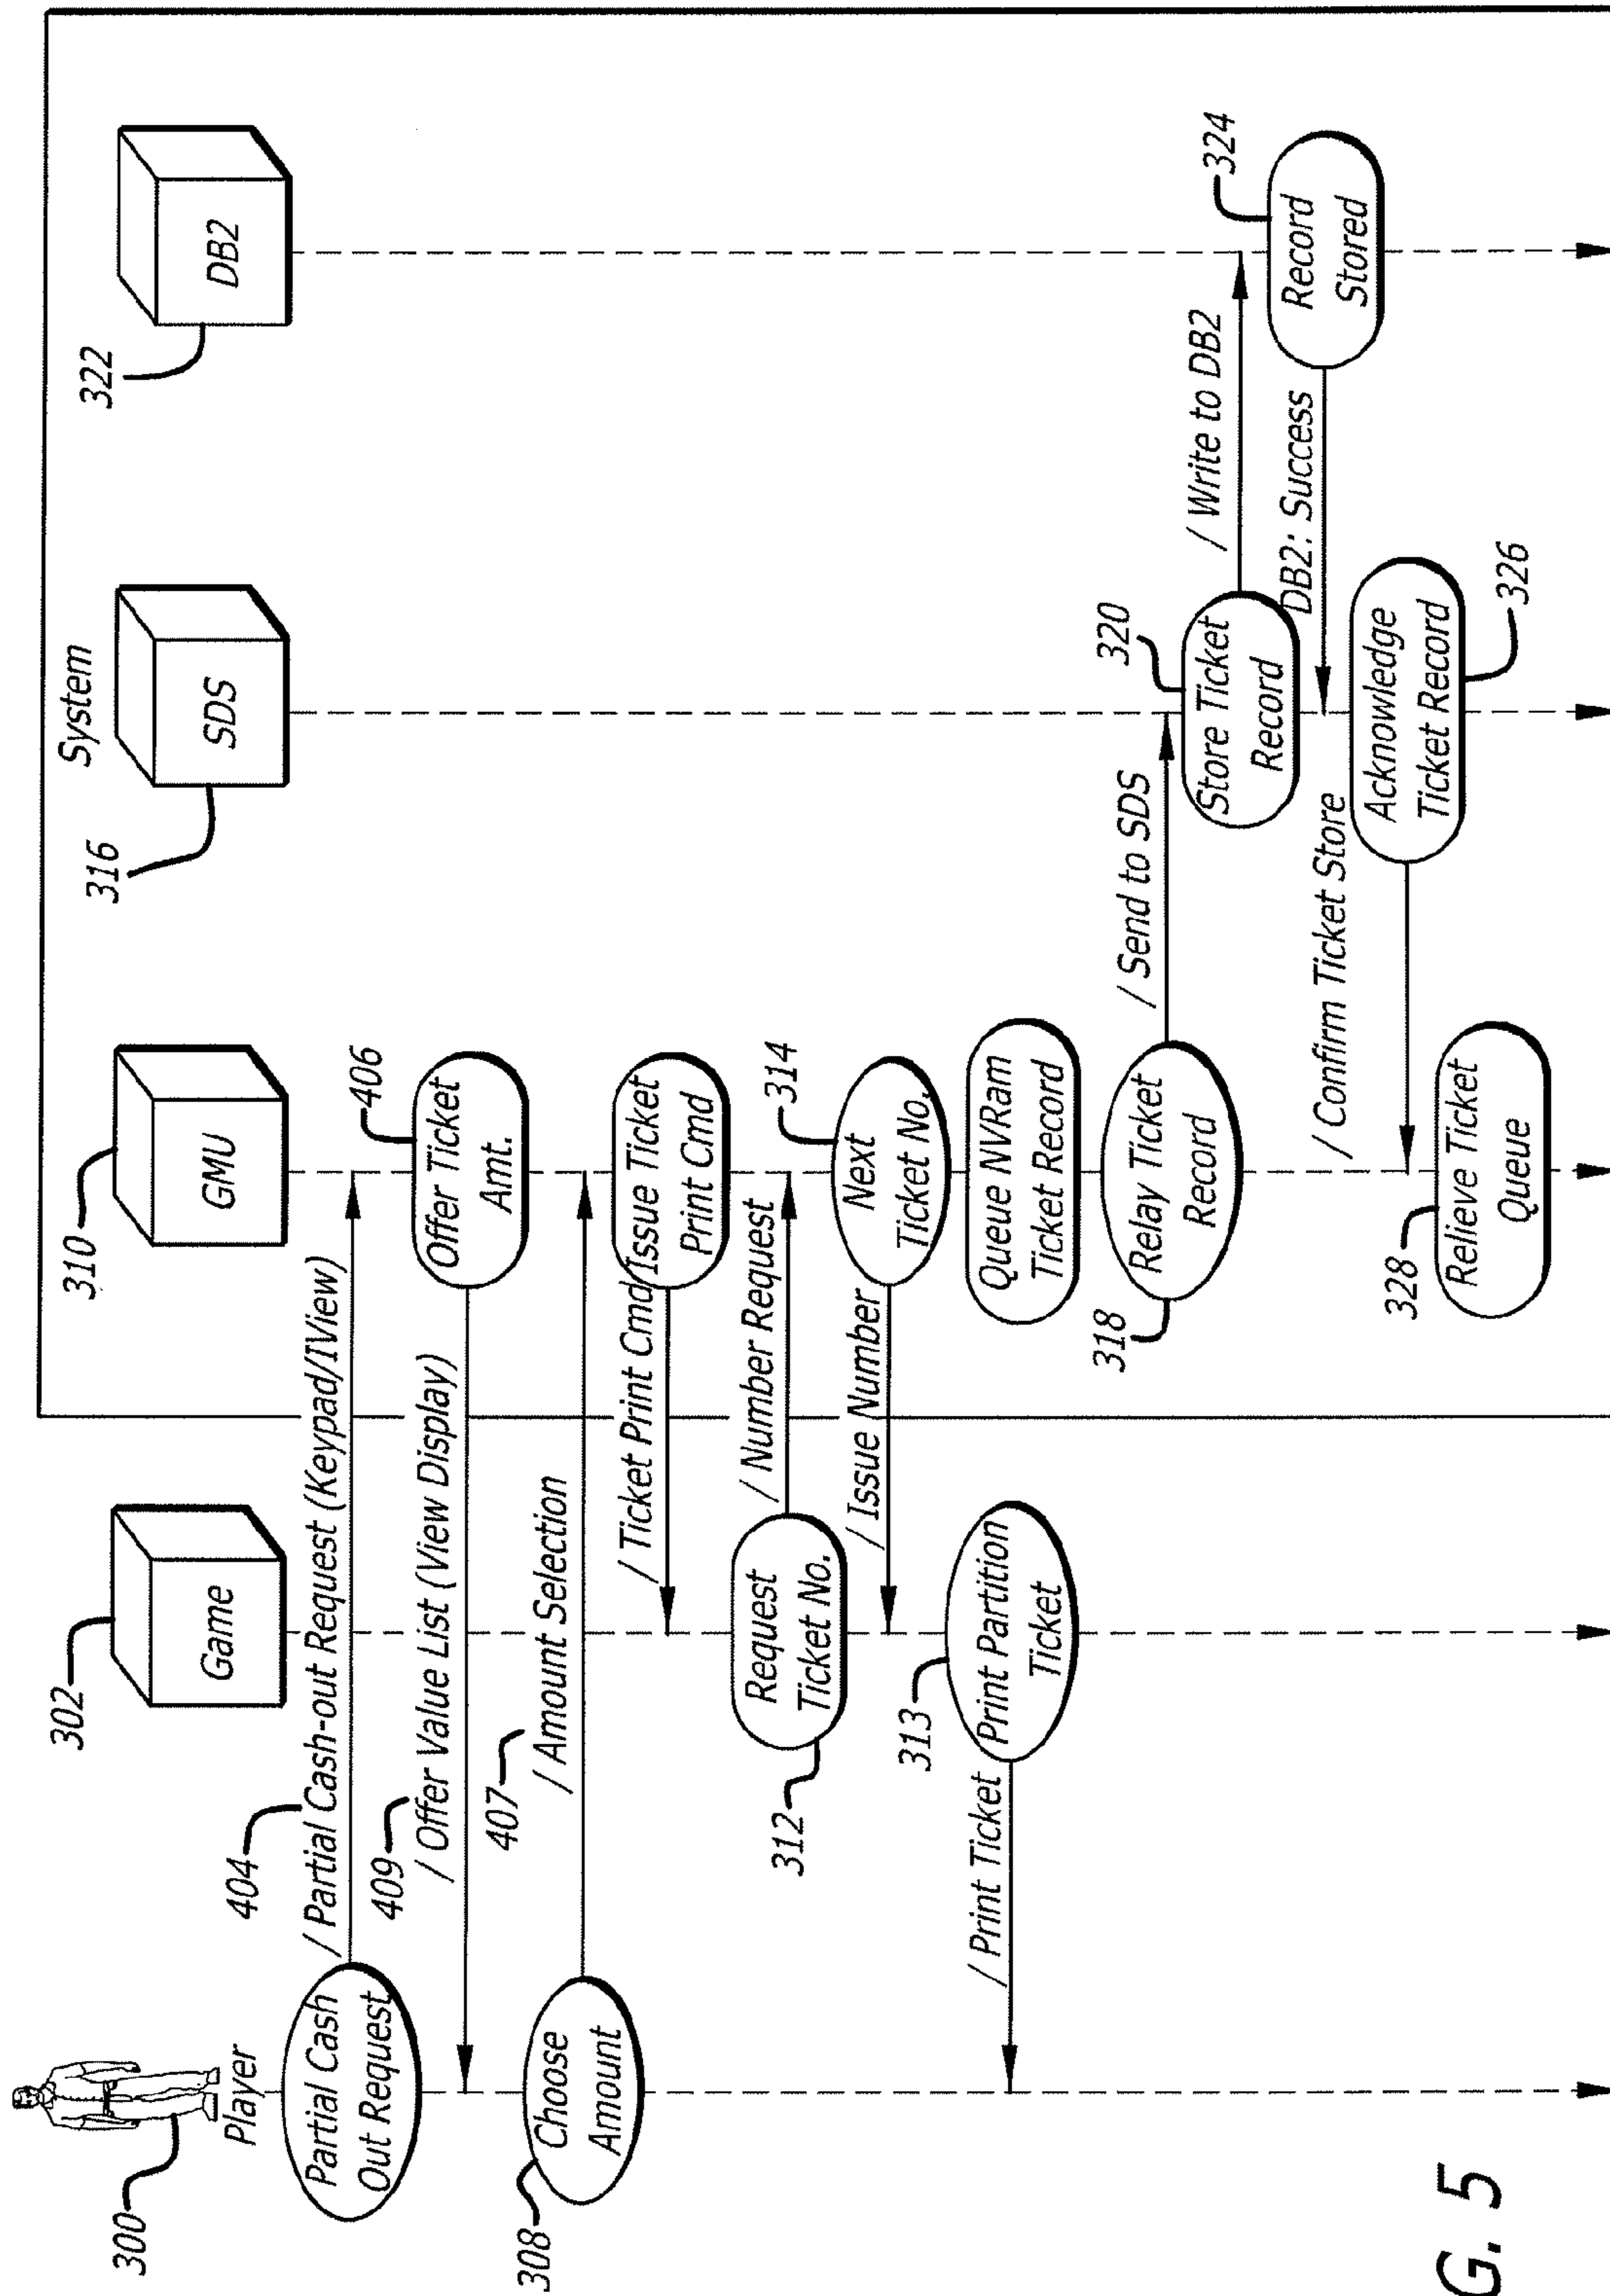 300
Player
302
Game
310
GMU
System
316
SDS
322
DB2
Partial Cash
Out Request
404
/ Partial Cash-out Request (Keypad/IView)
406
Offer Ticket
Amt.
409
/ Offer Value List (View Display)
308
Choose
Amount
407
/ Amount Selection
Issue Ticket
Print Cmd
/ Ticket Print Cmd
312
Request
Ticket No.
/ Number Request
314
Next
Ticket No.
/ Issue Number
313
Print Partition
Ticket
/ Print Ticket
Queue NVRam
Ticket Record
318
Relay Ticket
Record
/ Send to SDS
320
Store Ticket
Record
/ Write to DB2
324
Record
Stored
DB2: Success
326
Acknowledge
Ticket Record
/ Confirm Ticket Store
328
Relieve Ticket
Queue
G. 5